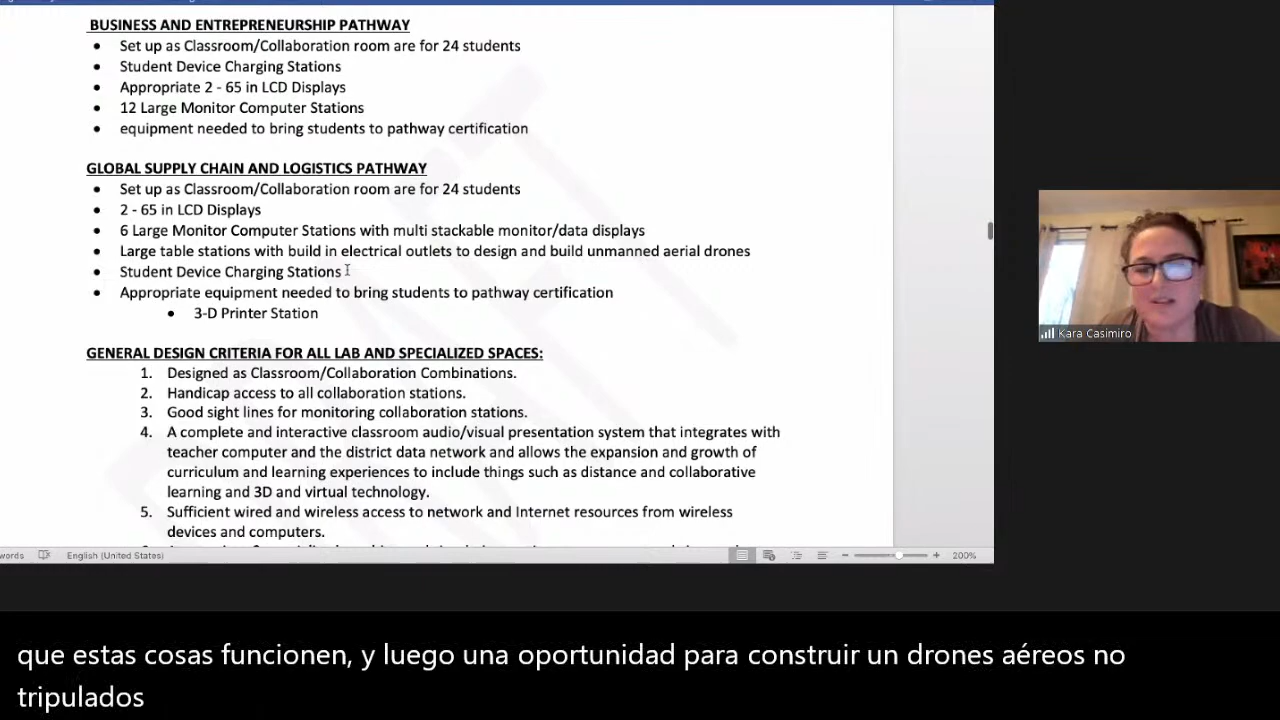 BUSINESS AND ENTREPRENEURSHIP PATHWAY
• Set up as Classroom/Collaboration room are for 24 students
• Student Device Charging Stations
• Appropriate 2 - 65 in LCD Displays
• 12 Large Monitor Computer Stations
• equipment needed to bring students to pathway certification
GLOBAL SUPPLY CHAIN AND LOGISTICS PATHWAY
• Set up as Classroom/Collaboration room are for 24 students
• 2 - 65 in LCD Displays
• 6 Large Monitor Computer Stations with multi stackable monitor/data displays
• Large table stations with build in electrical outlets to design and build unmanned aerial drones
• Student Device Charging Stations
• Appropriate equipment needed to bring students to pathway certification
• 3-D Printer Station
GENERAL DESIGN CRITERIA FOR ALL LAB AND SPECIALIZED SPACES:
1. Designed as Classroom/Collaboration Combinations.
2. Handicap access to all collaboration stations.
3. Good sight lines for monitoring collaboration stations.
4. A complete and interactive classroom audio/visual presentation system that integrates with
teacher computer and the district data network and allows the expansion and growth of
curriculum and learning experiences to include things such as distance and collaborative
learning and 3D and virtual technology.
5. Sufficient wired and wireless access to network and Internet resources from wireless
devices and computers.
words English (United States) 200%
Kara Casimiro
que estas cosas funcionen, y luego una oportunidad para construir un drones aéreos no
tripulados